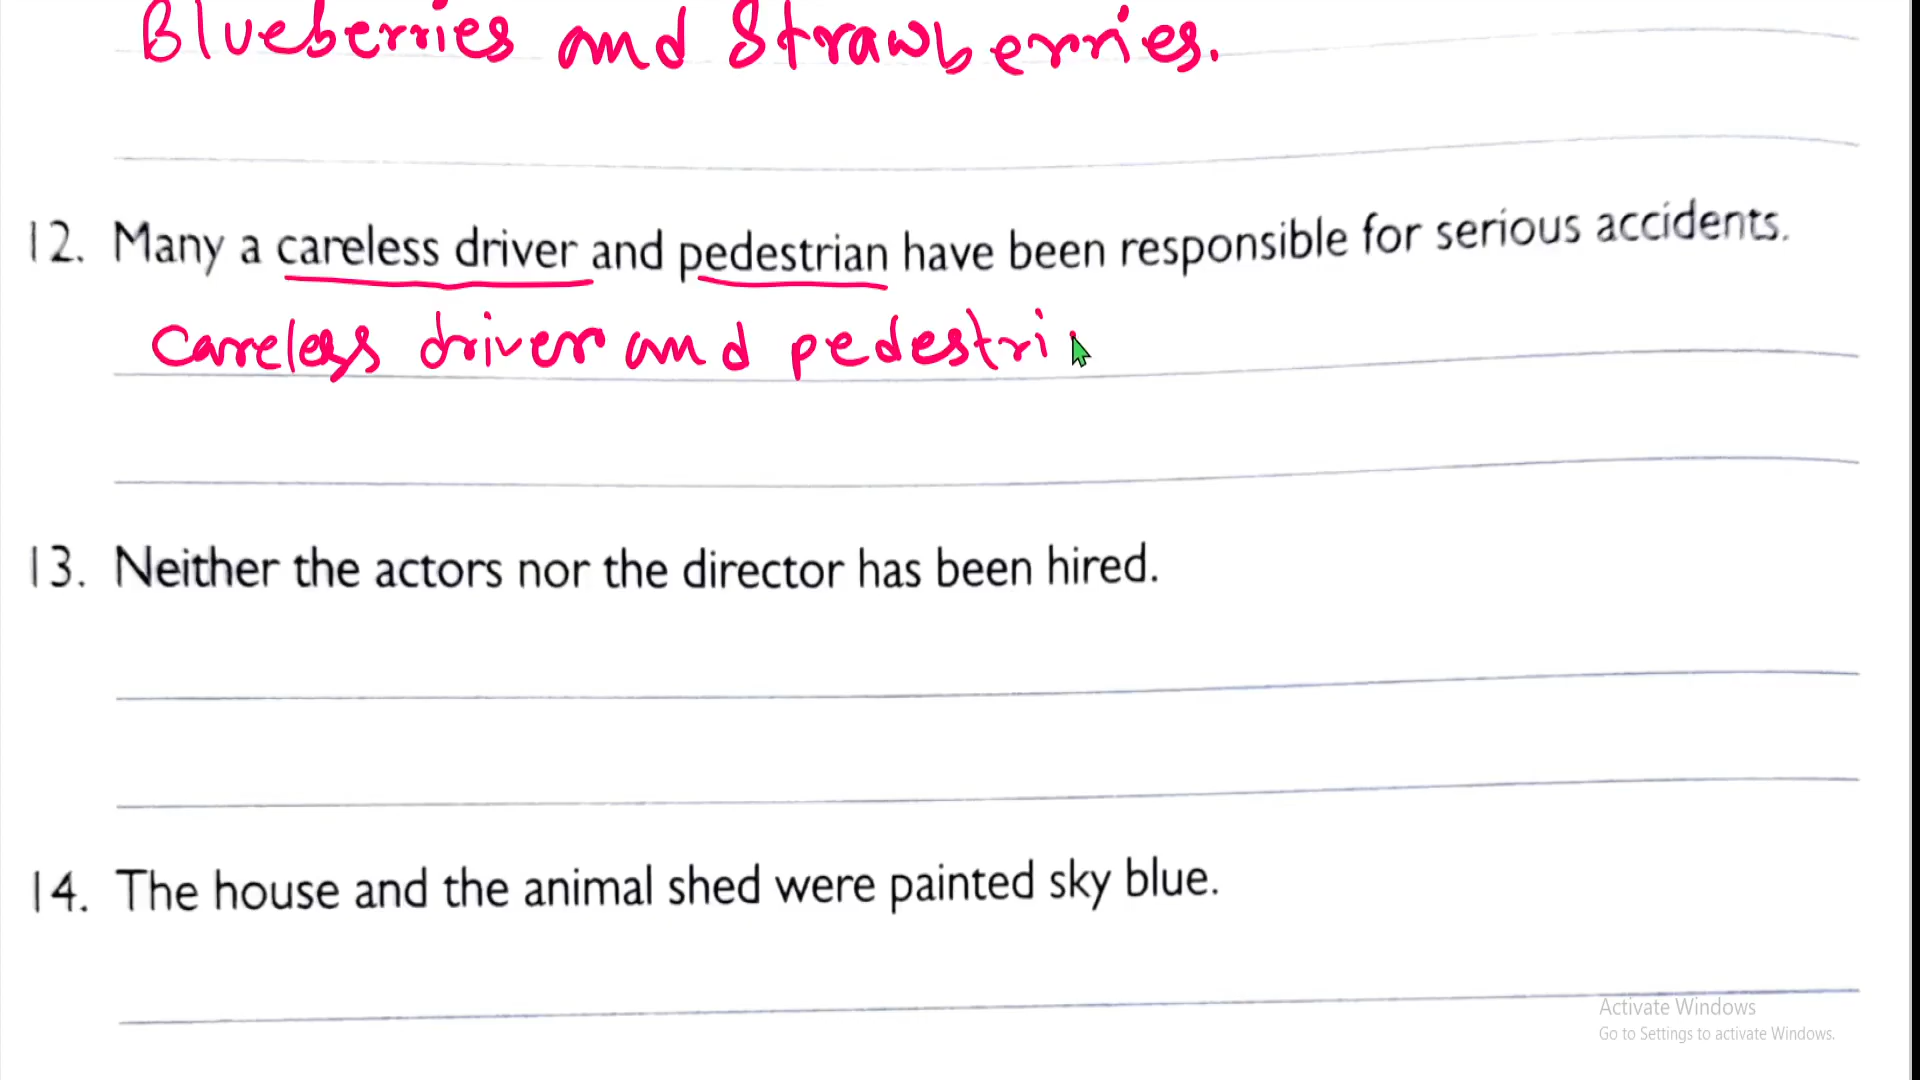 Blueberries and Strawberries.
12. Many a careless driver and pedestrian have been responsible for serious accidents.
Careless driver and pedestri
13. Neither the actors nor the director has been hired.
14. The house and the animal shed were painted sky blue.
Activate Windows
Go to Settings to activate Windows.